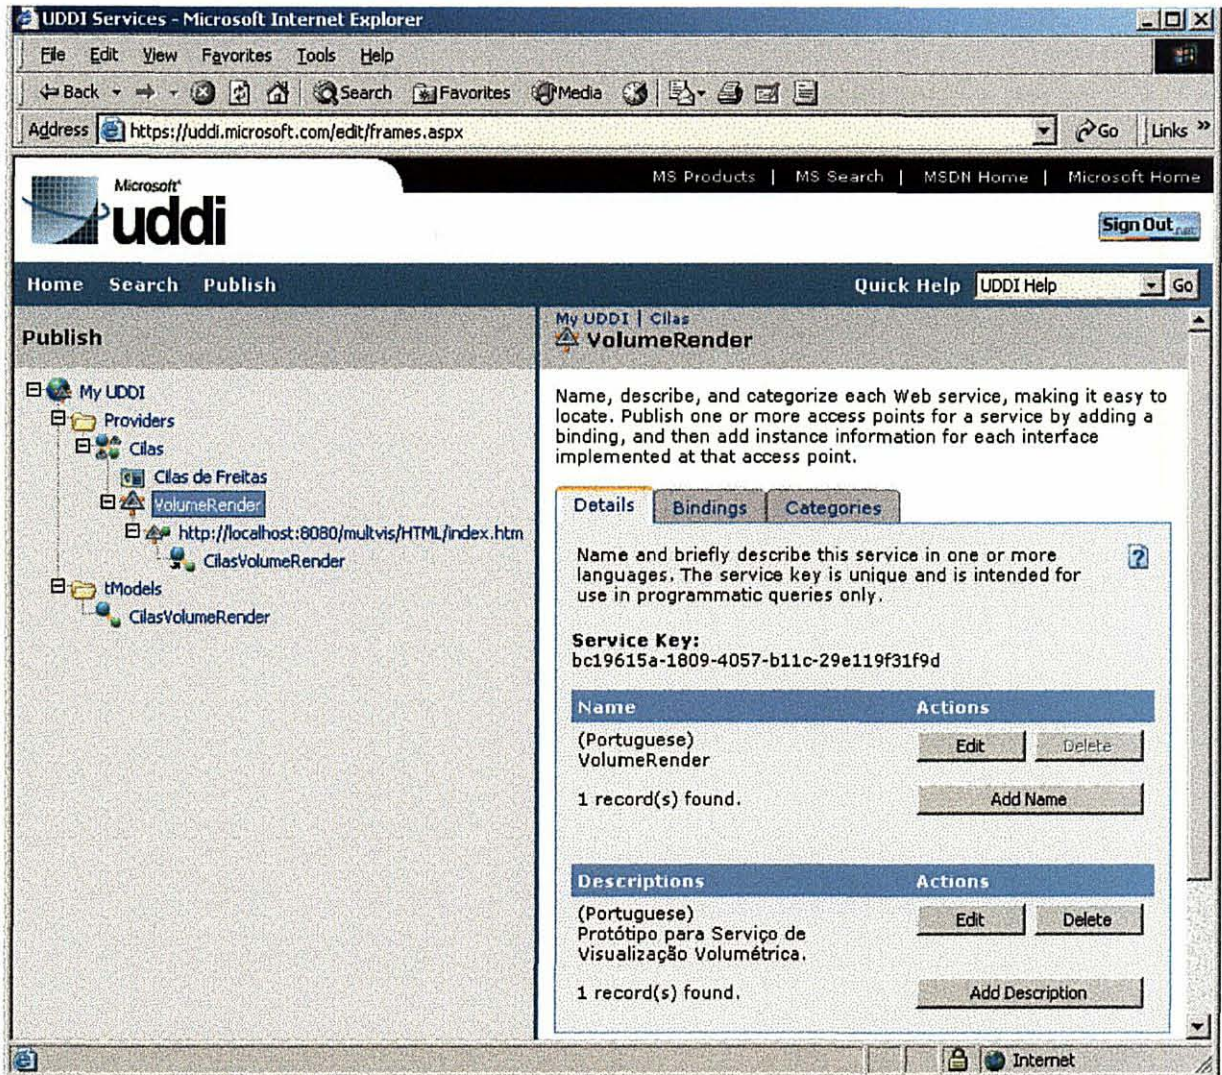 UDDI Services - Microsoft Internet Explorer
File Edit View Favorites Tools Help
Back Search Favorites Media
Address https://uddi.microsoft.com/edit/frames.aspx Go Links »
MS Products | MS Search | MSDN Home | Microsoft Home
Microsoft
uddi
Sign Out .net
Home Search Publish Quick Help UDDI Help Go
Publish
My UDDI
Providers
Cilas
Cilas de Freitas
VolumeRender
http://localhost:8080/multvis/HTML/index.htm
CilasVolumeRender
tModels
CilasVolumeRender
My UDDI | Cilas
VolumeRender
Name, describe, and categorize each Web service, making it easy to
locate. Publish one or more access points for a service by adding a
binding, and then add instance information for each interface
implemented at that access point.
Details Bindings Categories
Name and briefly describe this service in one or more
languages. The service key is unique and is intended for
use in programmatic queries only.
Service Key:
bc19615a-1809-4057-b11c-29e119f31f9d
Name Actions
(Portuguese)
VolumeRender
Edit Delete
1 record(s) found. Add Name
Descriptions Actions
(Portuguese)
Protótipo para Serviço de
Visualização Volumétrica.
Edit Delete
1 record(s) found. Add Description
Internet